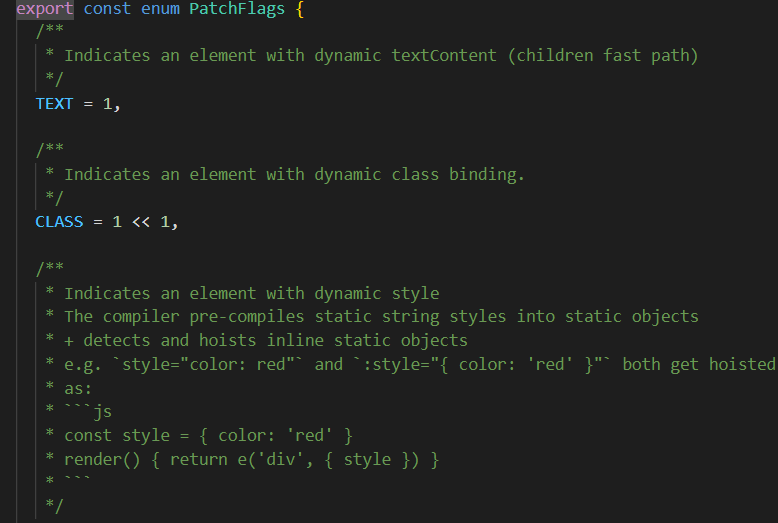 export const enum PatchFlags {
/**
* Indicates an element with dynamic textContent (children fast path)
*/
TEXT = 1,
/**
* Indicates an element with dynamic class binding.
*/
CLASS = 1 << 1,
/**
* Indicates an element with dynamic style
* The compiler pre-compiles static string styles into static objects
* + detects and hoists inline static objects
* e.g. `style="color: red"` and `:style="{ color: 'red' }"` both get hoisted
* as:
* ```js
* const style = { color: 'red' }
* render() { return e('div', { style }) }
* ```
*/